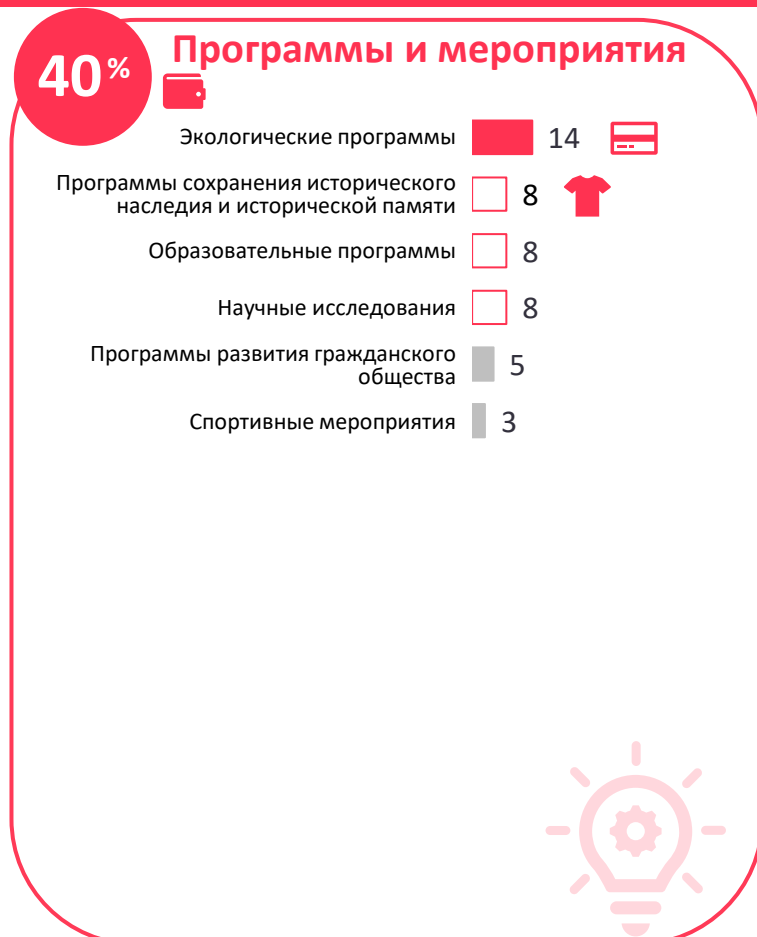 Программы и мероприятия
40%
Экологические программы 14
Программы сохранения исторического
наследия и исторической памяти 8
Образовательные программы 8
Научные исследования 8
Программы развития гражданского
общества 5
Спортивные мероприятия 3